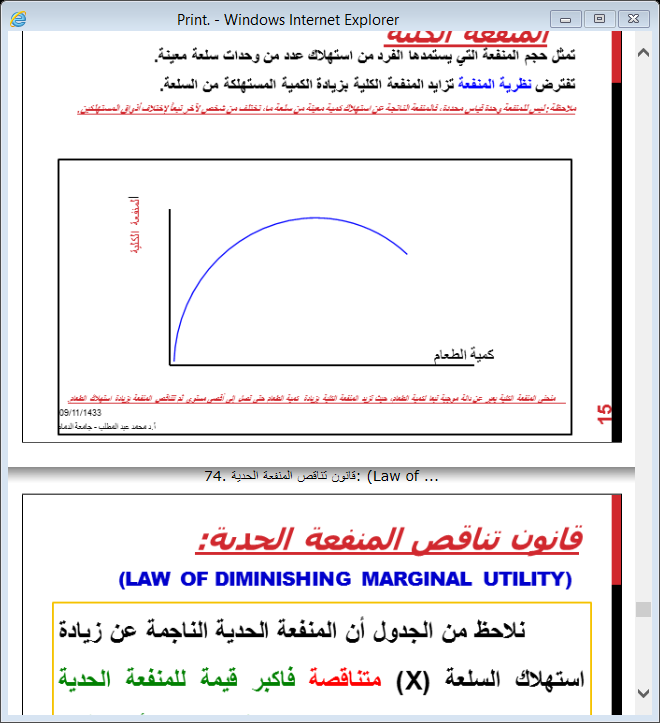 Print. - Windows Internet Explorer
المنفعة الكلية
تمثل حجم المنفعة التي يستمدها الفرد من استهلاك عدد من وحدات سلعة معينة.
تفترض نظرية المنفعة تزايد المنفعة الكلية بزيادة الكمية المستهلكة من السلعة.
ملاحظة : ليس للمنفعة وحدة قياس محددة، فالمنفعة الناتجة عن استهلاك كمية معينة من سلعة ما، تختلف من شخص لآخر تبعاً لإختلاف أذواق المستهلكين.
المنفعة الكلية
كمية الطعام
منحنى المنفعة الكلية يعبر عن دالة موجبة تبعا لكمية الطعام، حيث تزيد المنفعة الكلية بزيادة كمية الطعام حتى تصل إلى أقصى مستوى ثم تتناقص المنفعة بزيادة استهلاك الطعام.
09/11/1433
أ.د محمد عبد المطلب - جامعة الدمام
15
74. قانون تناقص المنفعة الحدية: (Law of ...
قانون تناقص المنفعة الحدية:
(LAW OF DIMINISHING MARGINAL UTILITY)
نلاحظ من الجدول أن المنفعة الحدية الناجمة عن زيادة
استهلاك السلعة (X) متناقصة فاكبر قيمة للمنفعة الحدية